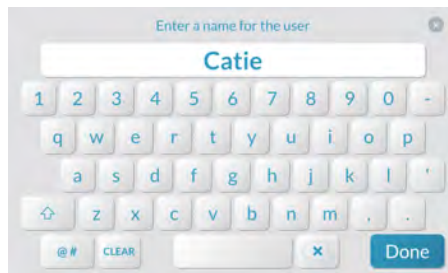 Enter a name for the user
Catie
1 2 3 4 5 6 7 8 9 0 -
q w e r t y u i o p
a s d f g h j k l '
z x c v b n m , .
@# CLEAR Done